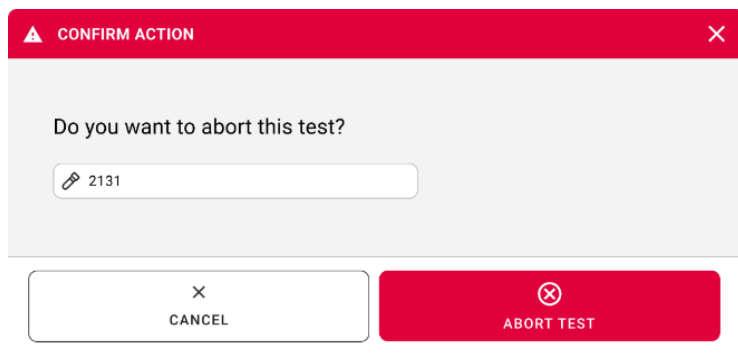 CONFIRM ACTION
Do you want to abort this test?
2131
CANCEL
ABORT TEST